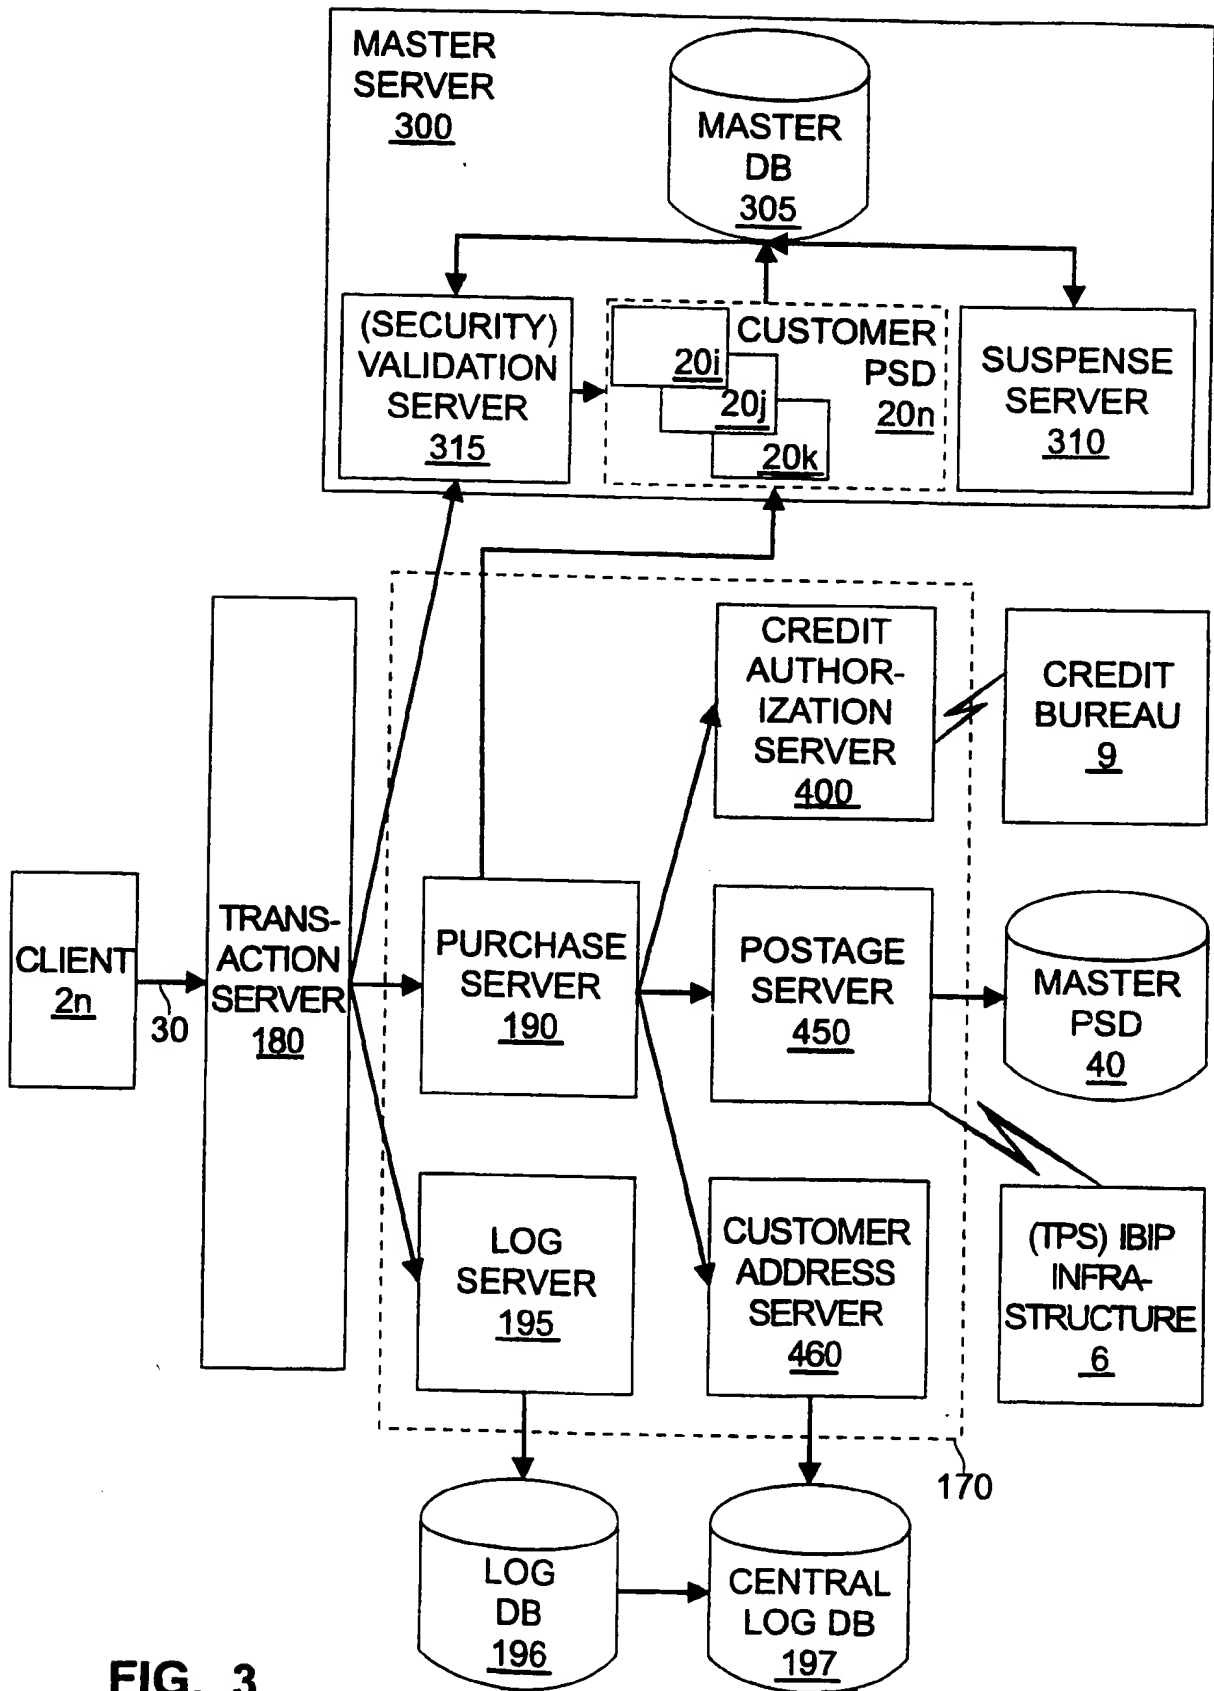 MASTER
SERVER
300
MASTER
DB
305
(SECURITY)
VALIDATION
SERVER
315
20i
20j
20k
CUSTOMER
PSD
20n
SUSPENSE
SERVER
310
CLIENT
2n
30
TRANS-
ACTION
SERVER
180
PURCHASE
SERVER
190
LOG
SERVER
195
CREDIT
AUTHOR-
IZATION
SERVER
400
POSTAGE
SERVER
450
CUSTOMER
ADDRESS
SERVER
460
CREDIT
BUREAU
9
MASTER
PSD
40
(TPS) IBIP
INFRA-
STRUCTURE
6
170
LOG
DB
196
CENTRAL
LOG DB
197
FIG. 3